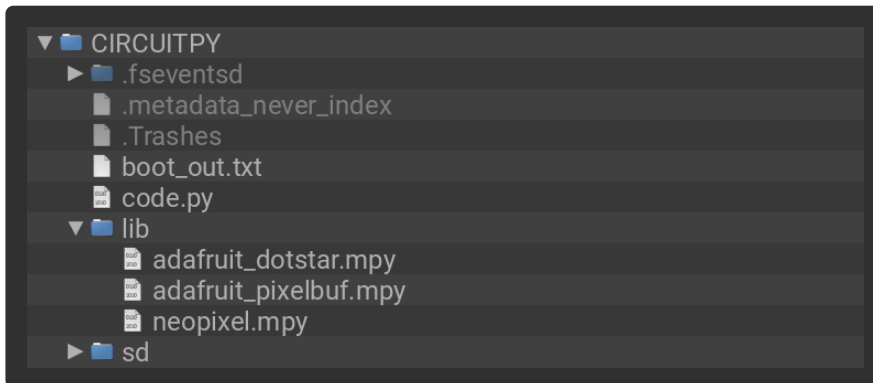 CIRCUITPY
.fseventsd
.metadata_never_index
.Trashes
boot_out.txt
code.py
lib
adafruit_dotstar.mpy
adafruit_pixelbuf.mpy
neopixel.mpy
sd